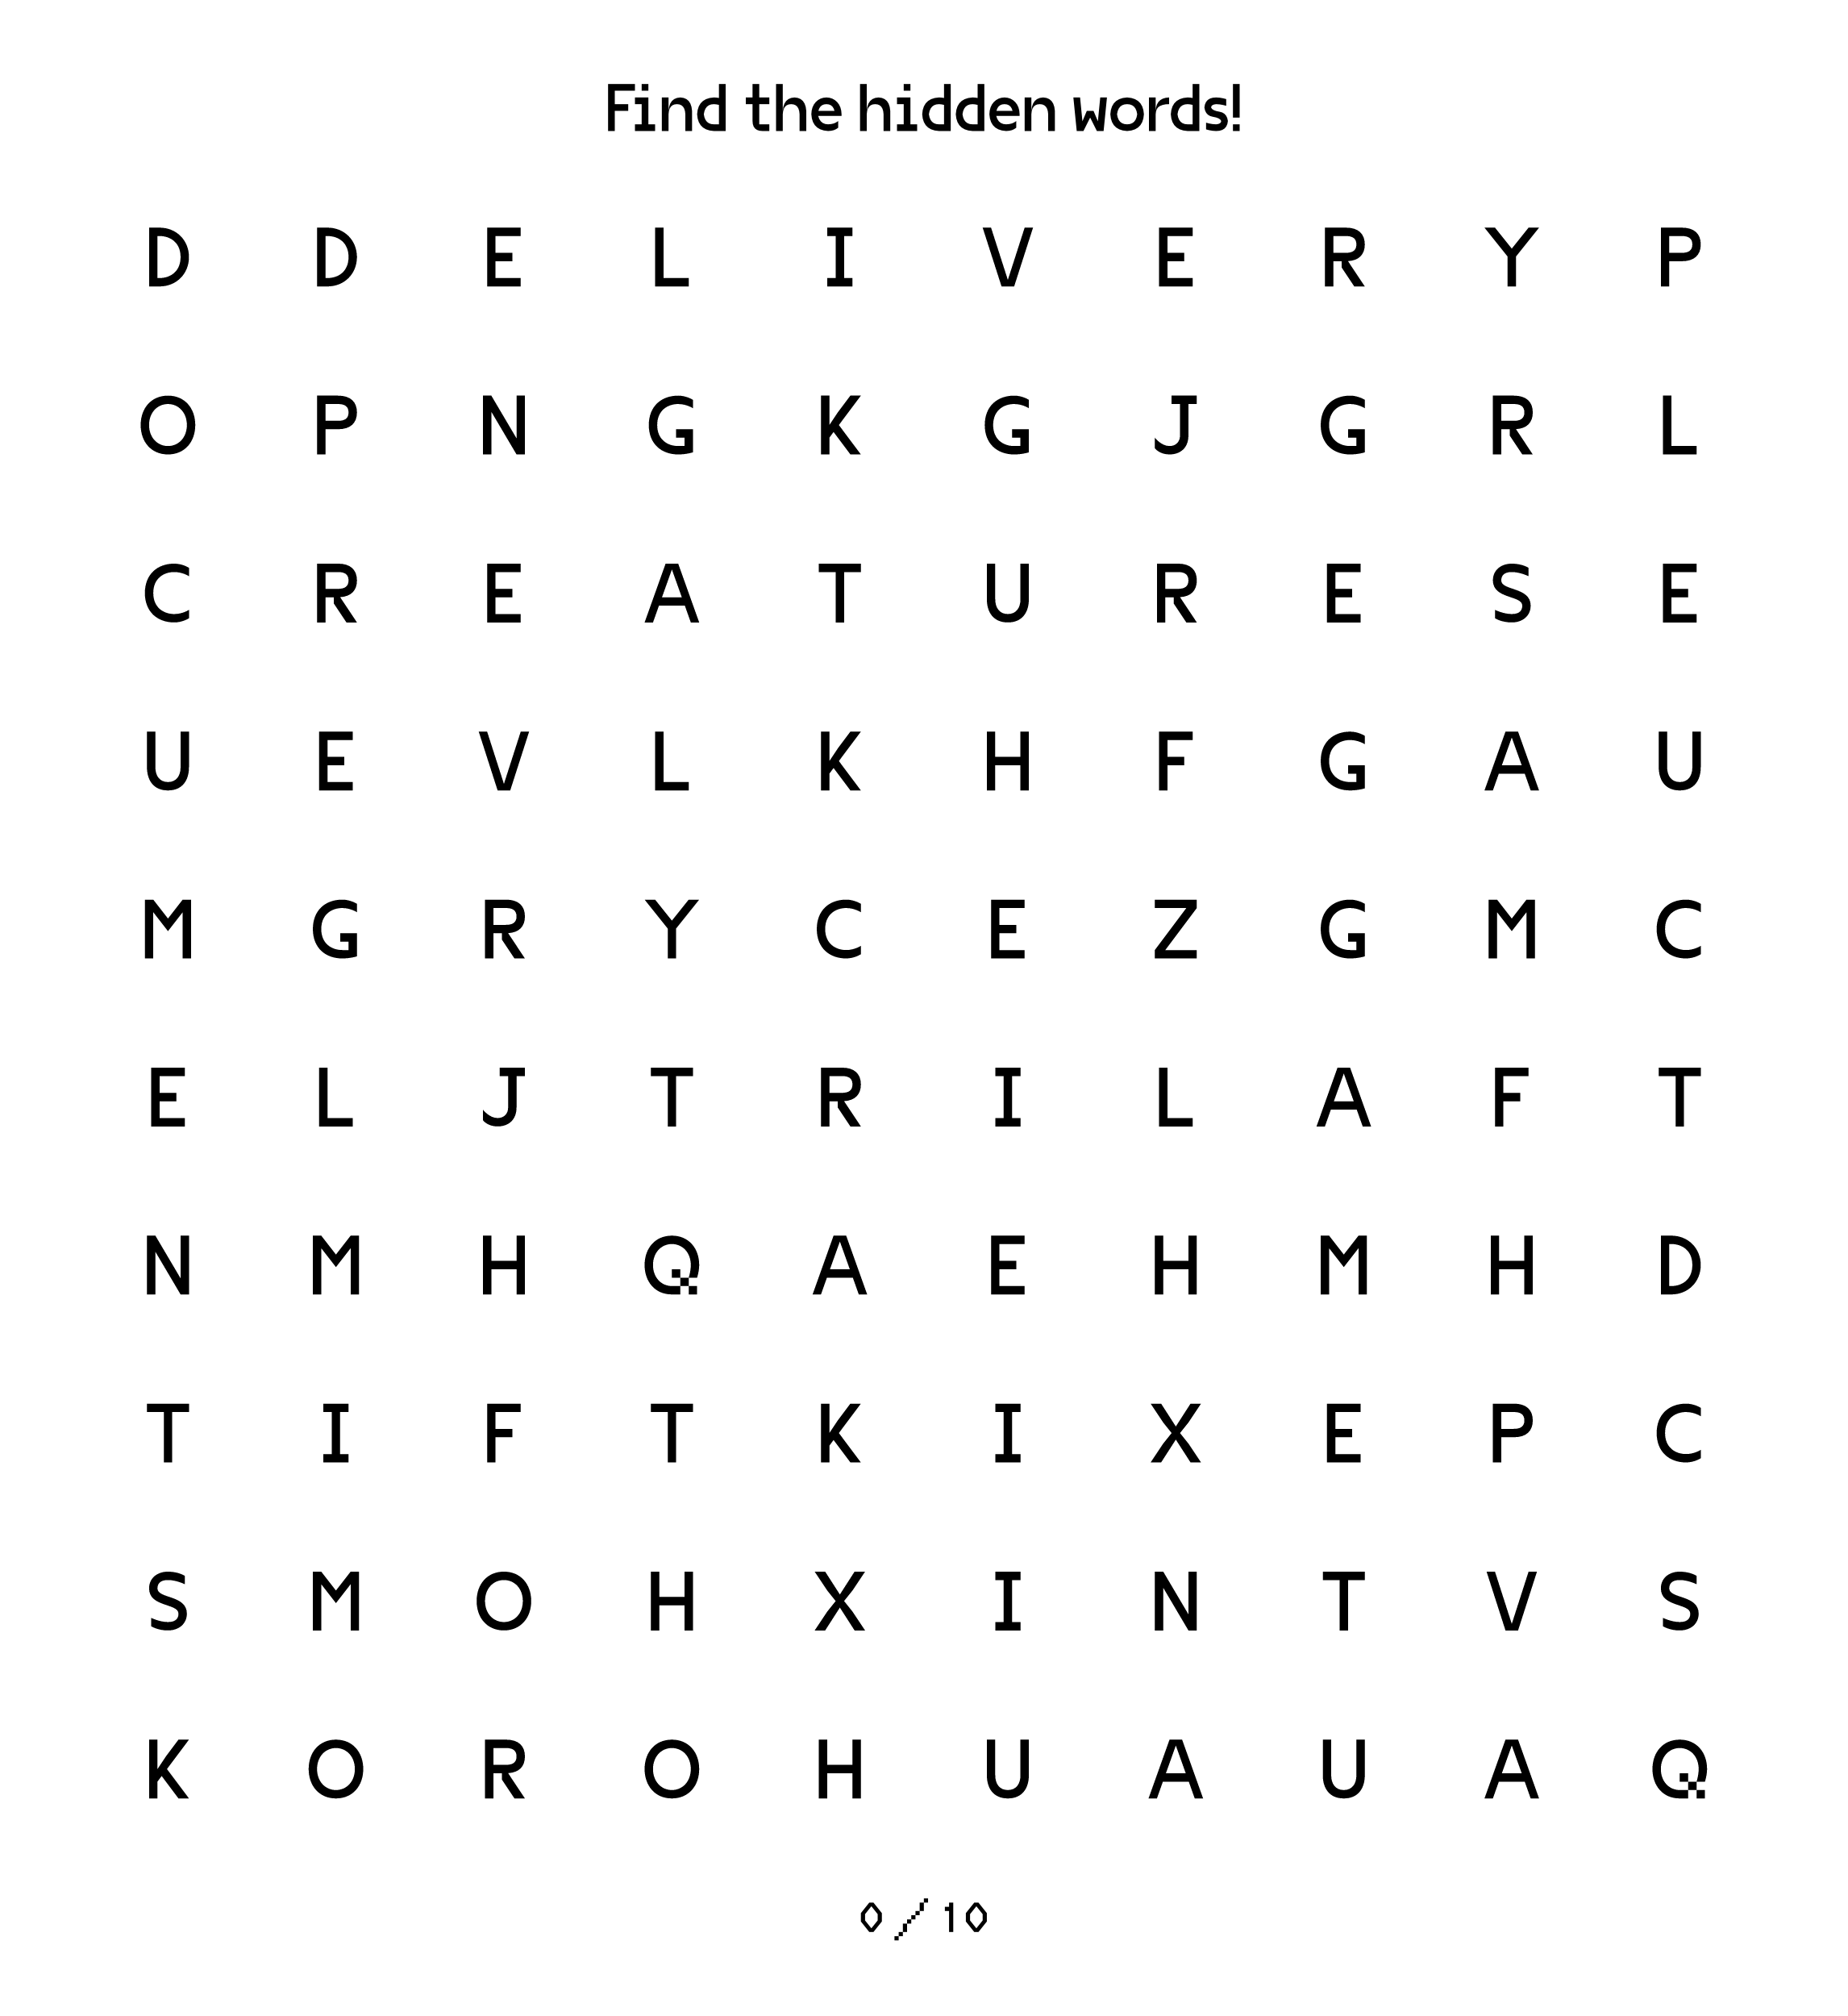 Find the hidden words!
D D E L I V E R Y P
O P N G K G J G R L
C R E A T U R E S E
U E V L K H F G A U
M G R Y C E Z G M C
E L J T R I L A F T
N M H Q A E H M H D
T I F T K I X E P C
S M O H X I N T V S
K O R O H U A U A Q
0/10